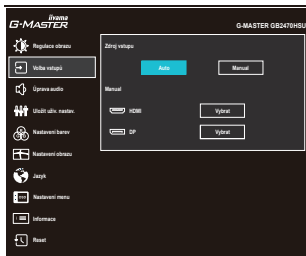 iiyama
G-MASTER
G-MASTER GB2470HSU
Regulace obrazu
Volba vstupů
Úprava audio
Uložit uživ. nastav.
Nastavení barev
Nastavení obrazu
Jazyk
Nastavení menu
Informace
Reset
Zdroj vstupu
Auto
Manual
Manual
HDMI
Vybrat
DP
Vybrat